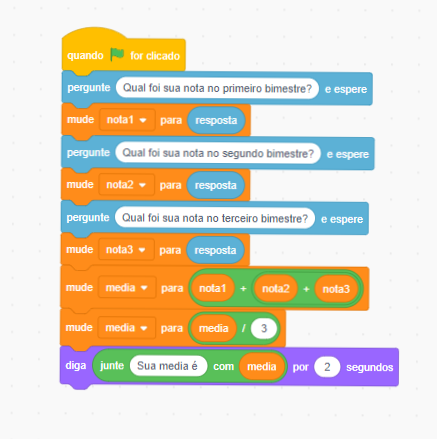 quando for clicado
pergunte Qual foi sua nota no primeiro bimestre? e espere
mude nota1 para resposta
pergunte Qual foi sua nota no segundo bimestre? e espere
mude nota2 para resposta
pergunte Qual foi sua nota no terceiro bimestre? e espere
mude nota3 para resposta
mude media para nota1 + nota2 + nota3
mude media para media / 3
diga junte Sua media é com media por 2 segundos